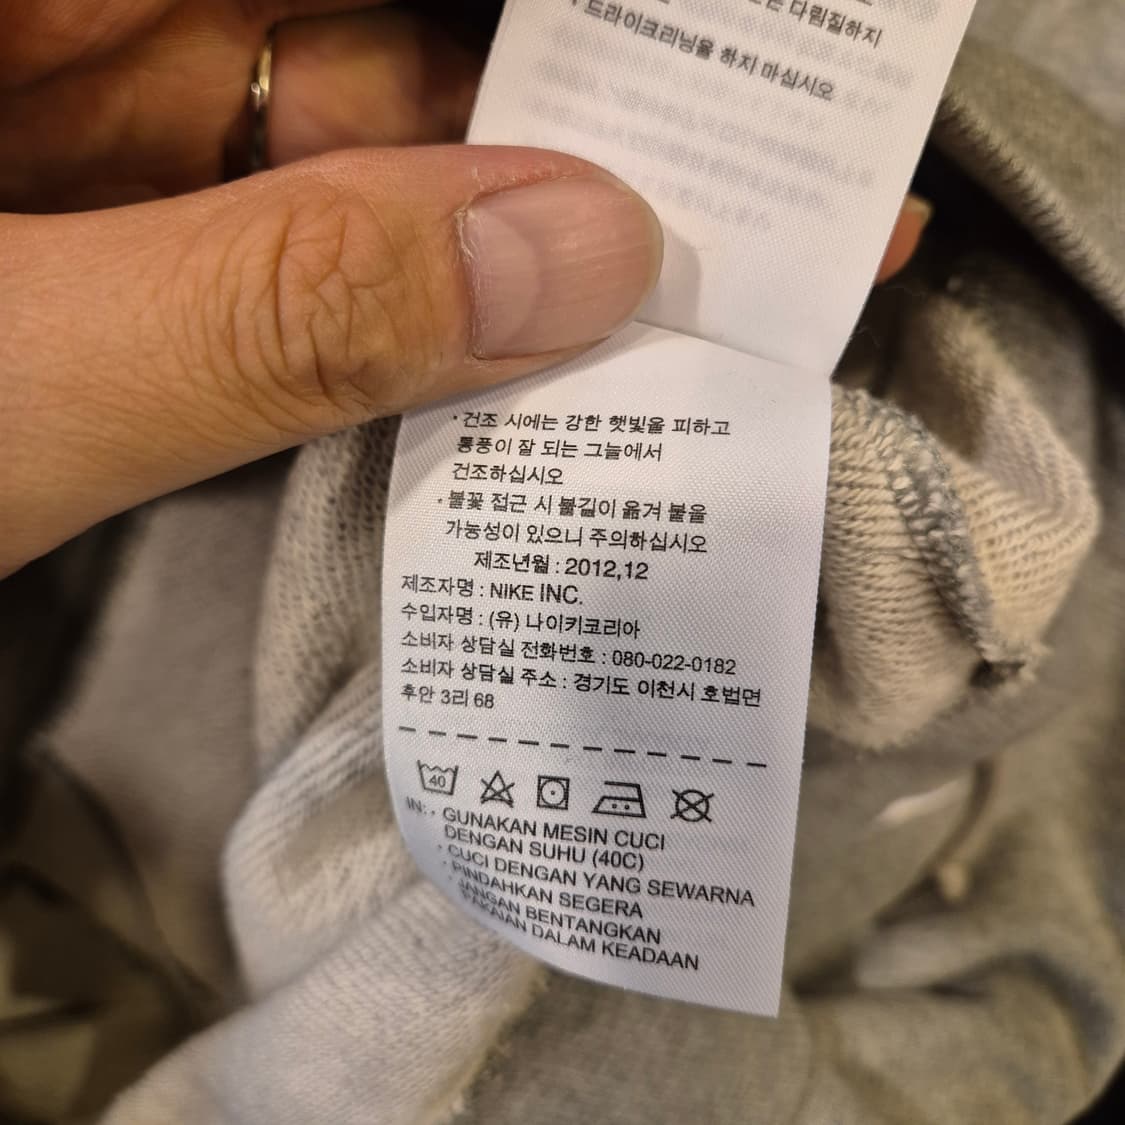 다림질하지
· 드라이크리닝을 하지 마십시오
· 건조 시에는 강한 햇빛을 피하고
통풍이 잘 되는 그늘에서
건조하십시오
· 불꽃 접근 시 불길이 옮겨 붙을
가능성이 있으니 주의하십시오
제조년월 : 2012,12
제조자명 : NIKE INC.
수입자명 : (유) 나이키코리아
소비자 상담실 전화번호 : 080-022-0182
소비자 상담실 주소 : 경기도 이천시 호법면
후안 3리 68
40
IN: · GUNAKAN MESIN CUCI
DENGAN SUHU (40C)
· CUCI DENGAN YANG SEWARNA
· PINDAHKAN SEGERA
· JANGAN BENTANGKAN
PAKAIAN DALAM KEADAAN